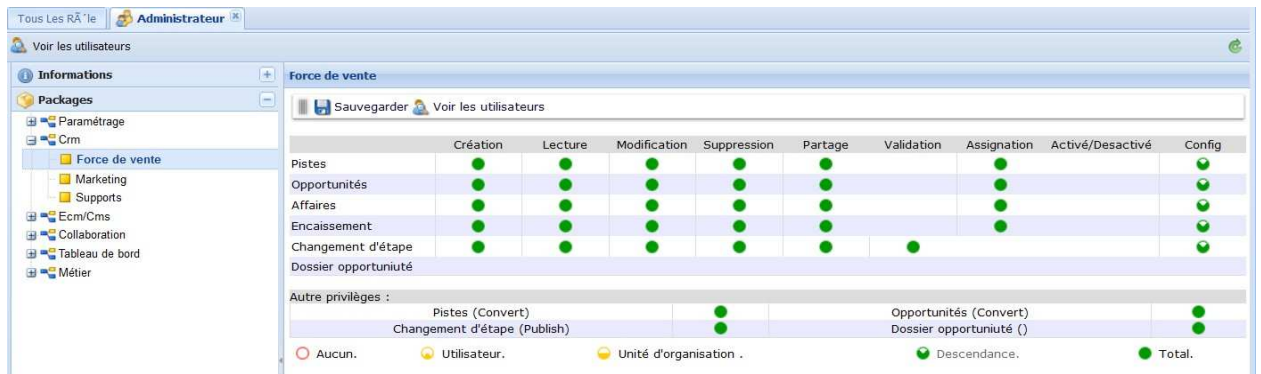 Tous Les RÃ´le Administrateur
Voir les utilisateurs
Informations
Packages
Paramétrage
Crm
Force de vente
Marketing
Supports
Ecm/Cms
Collaboration
Tableau de bord
Métier
Force de vente
Sauvegarder Voir les utilisateurs
Création Lecture Modification Suppression Partage Validation Assignation Activé/Desactivé Config
Pistes
Opportunités
Affaires
Encaissement
Changement d'étape
Dossier opportuniuté
Autre privilèges :
Pistes (Convert) Opportunités (Convert)
Changement d'étape (Publish) Dossier opportuniuté ()
Aucun. Utilisateur. Unité d'organisation . Descendance. Total.